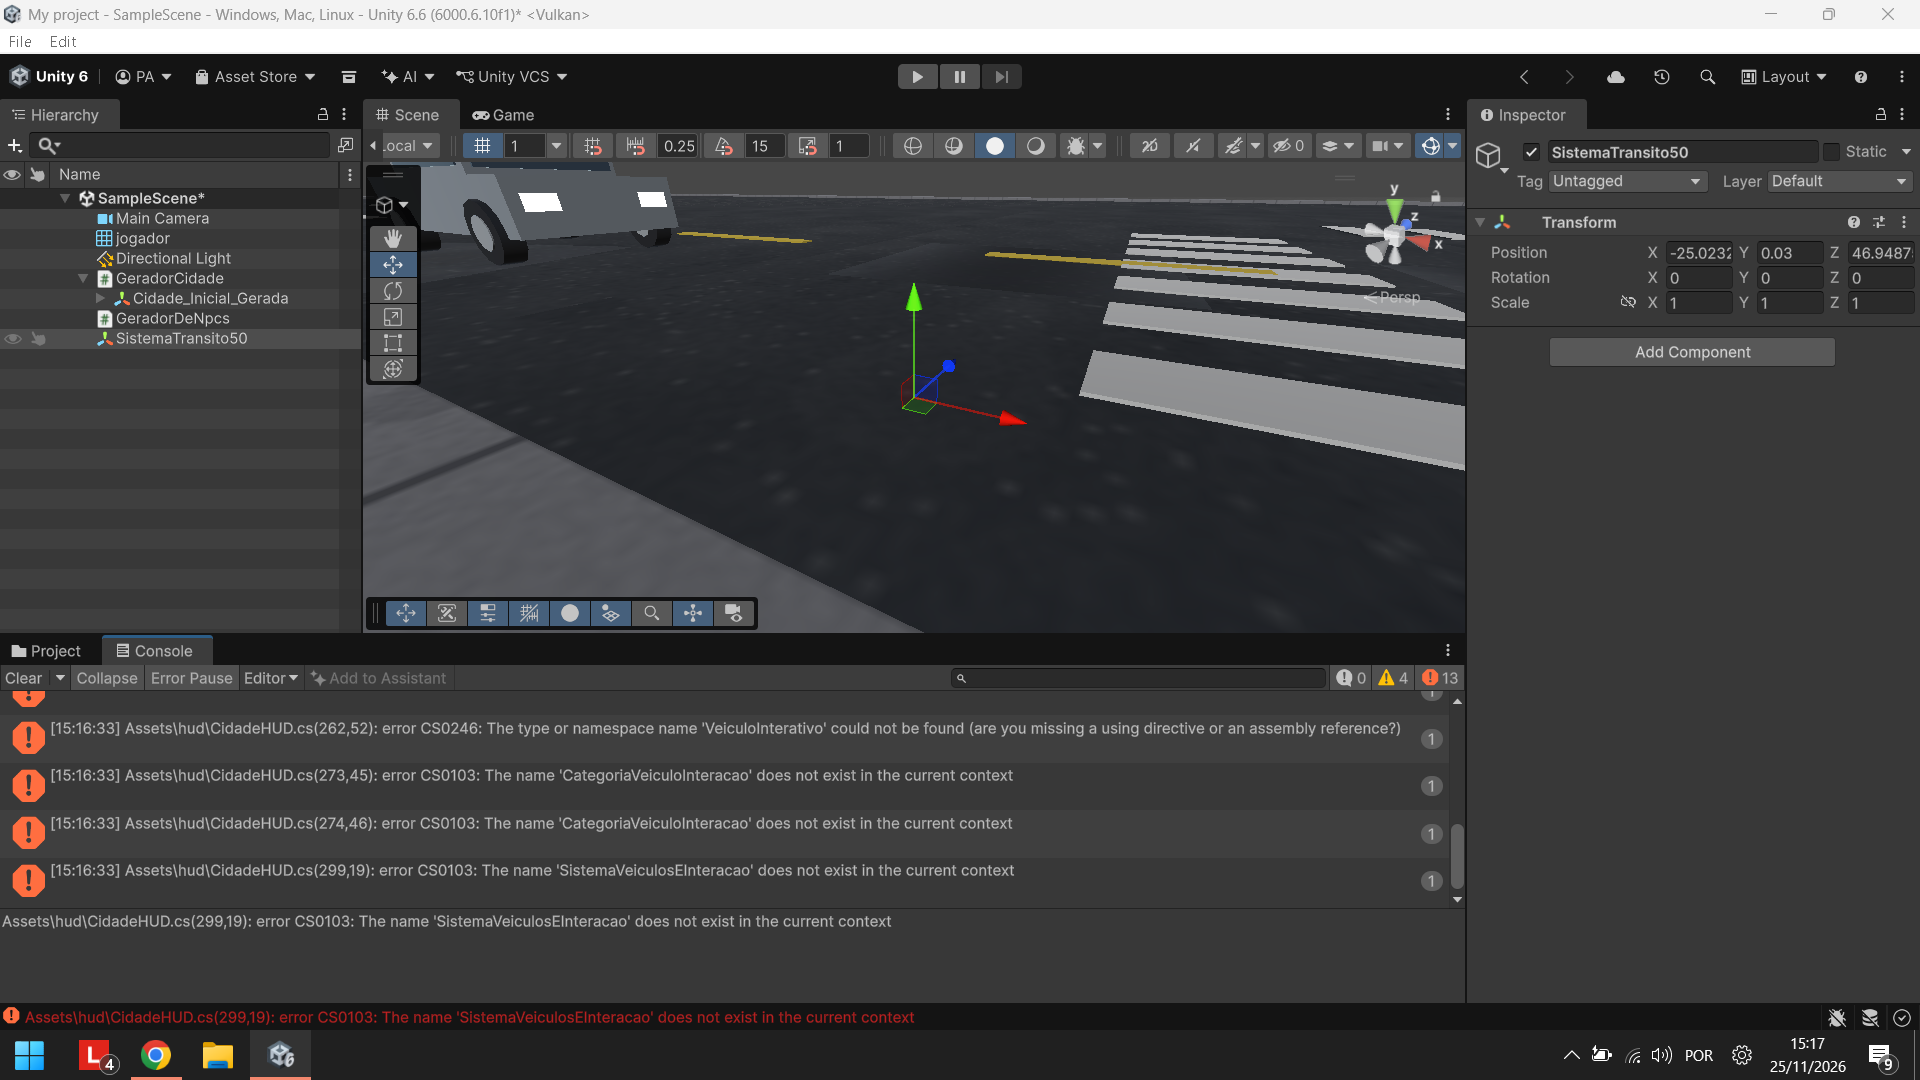 My project - SampleScene - Windows, Mac, Linux - Unity 6.6 (6000.6.10f1)* <Vulkan>
File Edit
Unity 6 PA Asset Store AI Unity VCS Layout
Hierarchy
Scene Game
Inspector
Local 1 0.25 15 1 2D 0
SistemaTransito50 Static
Tag Untagged Layer Default
Name
SampleScene*
Main Camera
jogador
Directional Light
GeradorCidade
Cidade_Inicial_Gerada
GeradorDeNpcs
SistemaTransito50
y
z
x
Persp
Transform
Position X -25.0232 Y 0.03 Z 46.9487
Rotation X 0 Y 0 Z 0
Scale X 1 Y 1 Z 1
Add Component
Project Console
Clear Collapse Error Pause Editor Add to Assistant 0 4 13
1
[15:16:33] Assets\hud\CidadeHUD.cs(262,52): error CS0246: The type or namespace name 'VeiculoInterativo' could not be found (are you missing a using directive or an assembly reference?) 1
[15:16:33] Assets\hud\CidadeHUD.cs(273,45): error CS0103: The name 'CategoriaVeiculoInteracao' does not exist in the current context 1
[15:16:33] Assets\hud\CidadeHUD.cs(274,46): error CS0103: The name 'CategoriaVeiculoInteracao' does not exist in the current context 1
[15:16:33] Assets\hud\CidadeHUD.cs(299,19): error CS0103: The name 'SistemaVeiculosEInteracao' does not exist in the current context 1
Assets\hud\CidadeHUD.cs(299,19): error CS0103: The name 'SistemaVeiculosEInteracao' does not exist in the current context
Assets\hud\CidadeHUD.cs(299,19): error CS0103: The name 'SistemaVeiculosEInteracao' does not exist in the current context
L 4
POR
15:17
25/11/2026
9